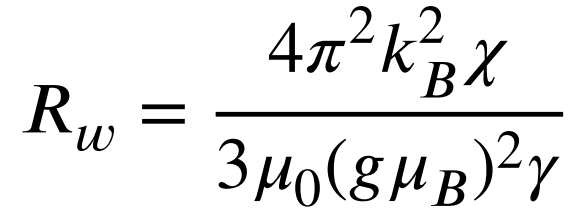 $R_w = \frac{4\pi^2 k_B^2 \chi}{3\mu_0 (g\mu_B)^2 \gamma}$